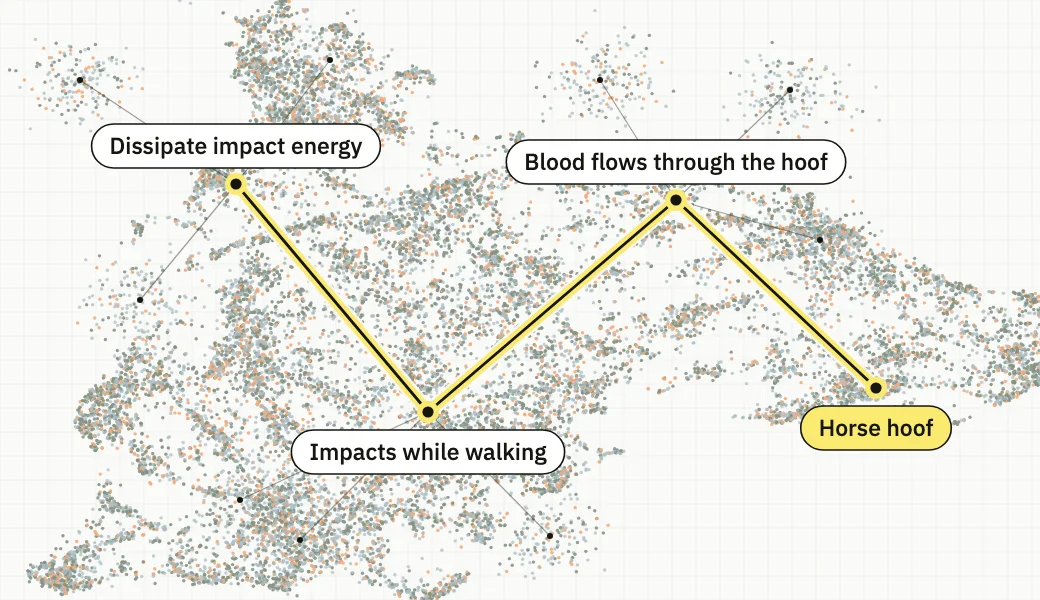 Dissipate impact energy
Blood flows through the hoof
Impacts while walking
Horse hoof